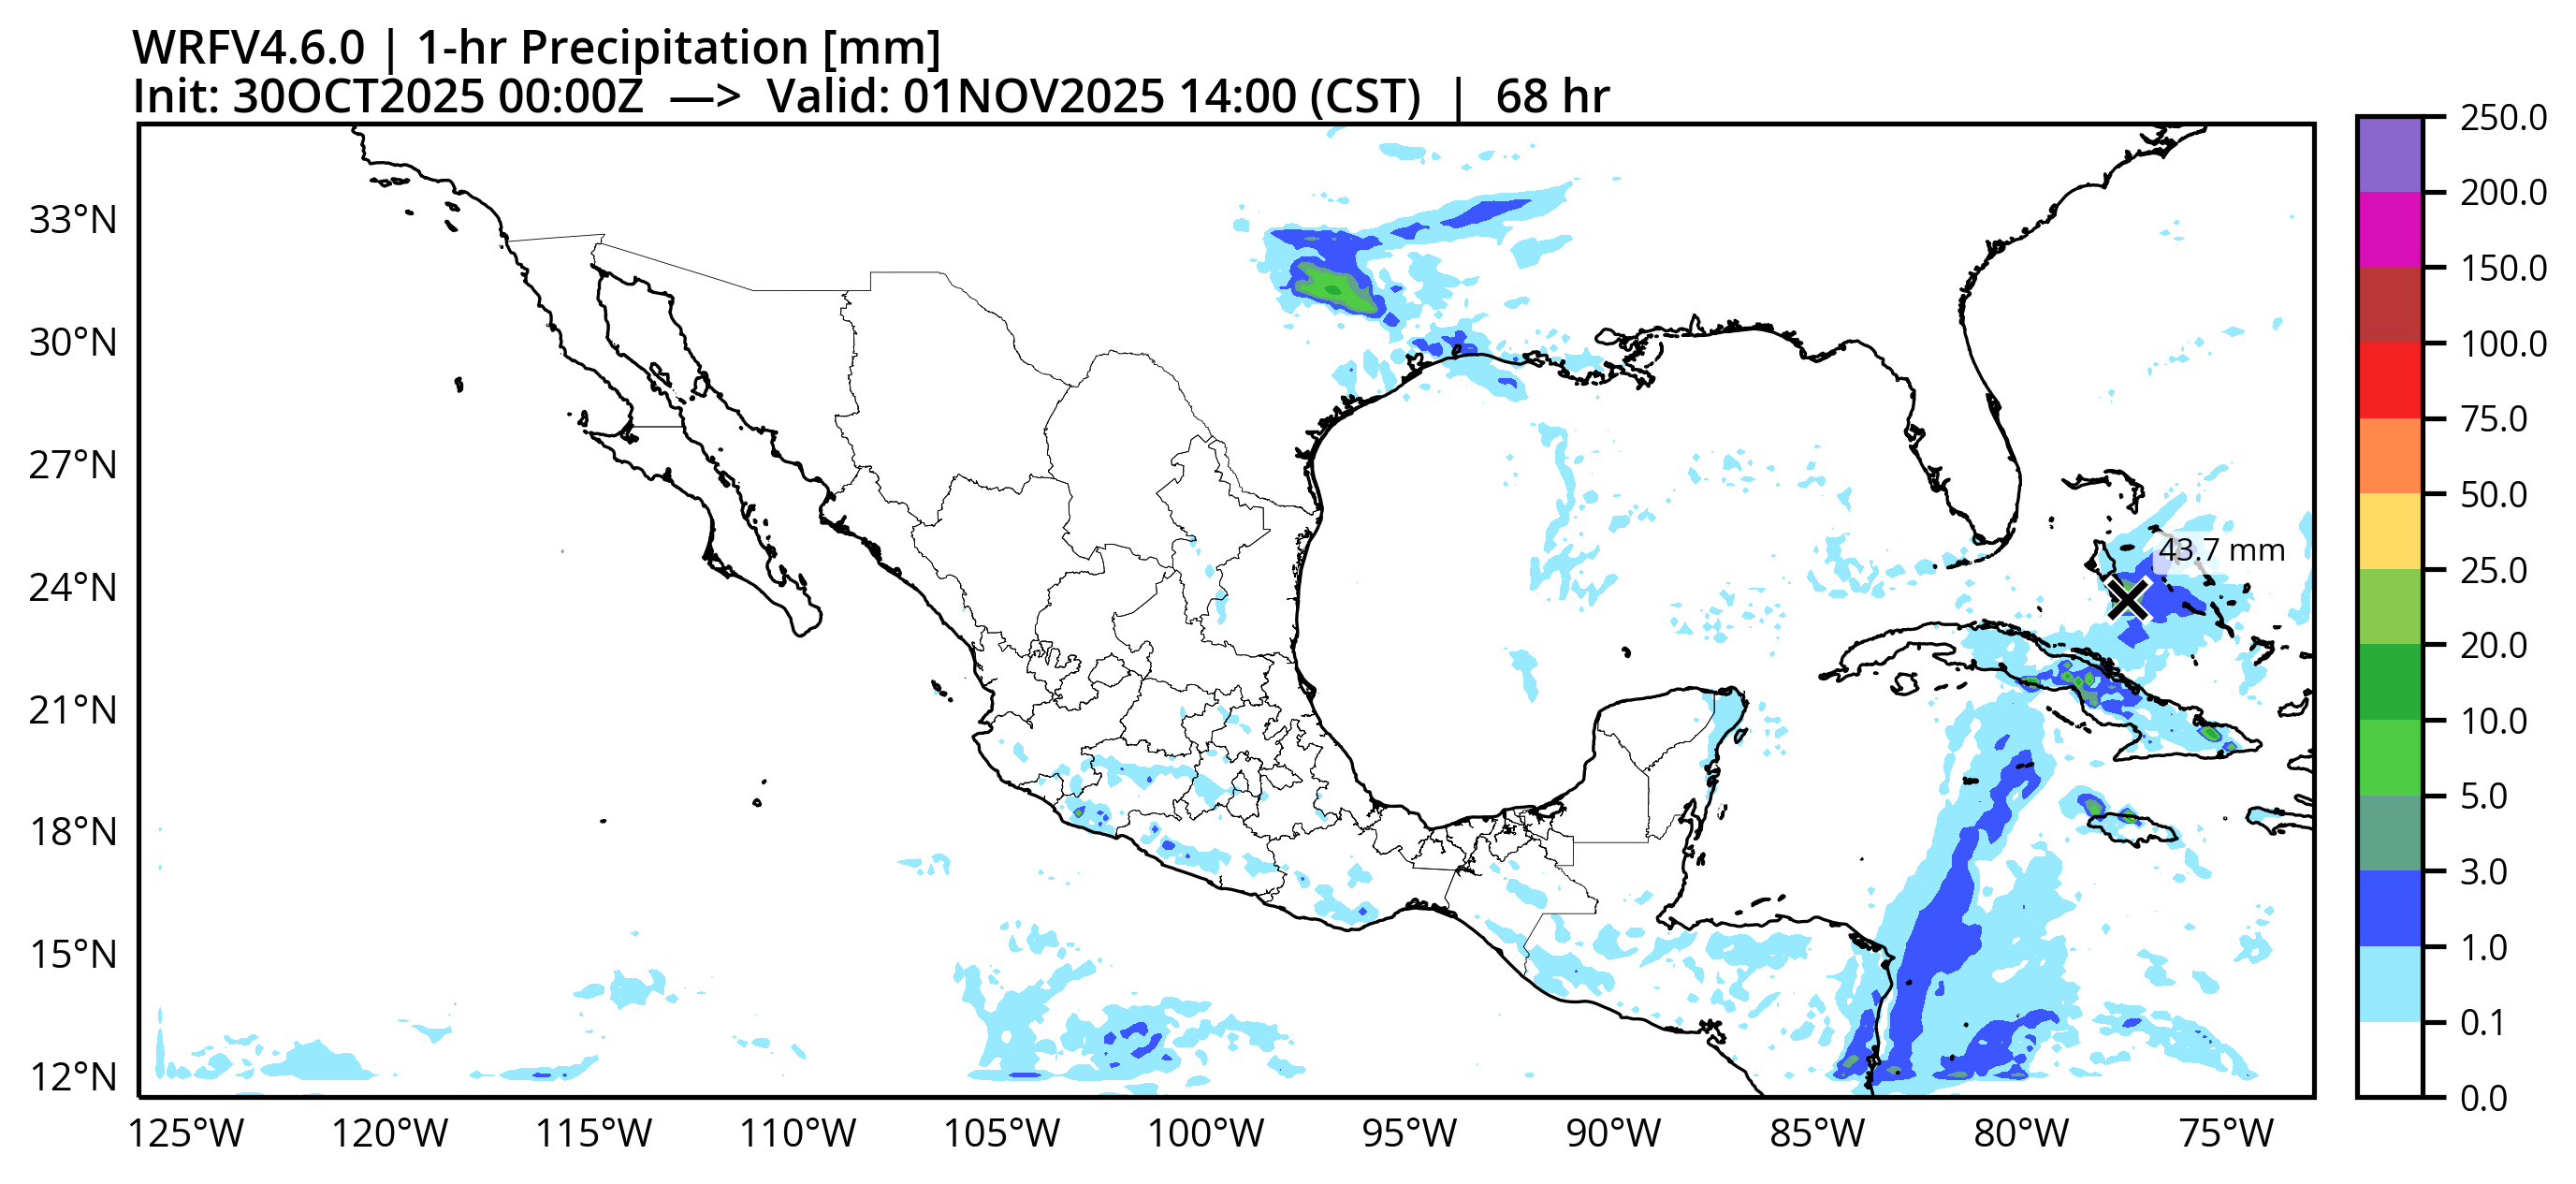 WRFV4.6.0 | 1-hr Precipitation [mm]
Init: 30OCT2025 00:00Z —> Valid: 01NOV2025 14:00 (CST) | 68 hr
33°N
30°N
27°N
24°N
21°N
18°N
15°N
12°N
125°W 120°W 115°W 110°W 105°W 100°W 95°W 90°W 85°W 80°W 75°W
43.7 mm
250.0
200.0
150.0
100.0
75.0
50.0
25.0
20.0
10.0
5.0
3.0
1.0
0.1
0.0